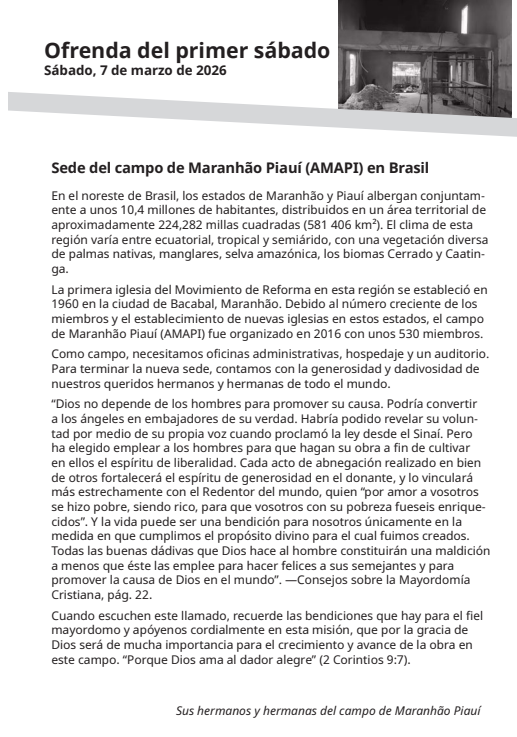 Ofrenda del primer sábado
Sábado, 7 de marzo de 2026
Sede del campo de Maranhão Piauí (AMAPI) en Brasil
En el noreste de Brasil, los estados de Maranhão y Piauí albergan conjuntam-
ente a unos 10,4 millones de habitantes, distribuidos en un área territorial de
aproximadamente 224,282 millas cuadradas (581 406 km²). El clima de esta
región varía entre ecuatorial, tropical y semiárido, con una vegetación diversa
de palmas nativas, manglares, selva amazónica, los biomas Cerrado y Caatin-
ga.
La primera iglesia del Movimiento de Reforma en esta región se estableció en
1960 en la ciudad de Bacabal, Maranhão. Debido al número creciente de los
miembros y el establecimiento de nuevas iglesias en estos estados, el campo
de Maranhão Piauí (AMAPI) fue organizado en 2016 con unos 530 miembros.
Como campo, necesitamos oficinas administrativas, hospedaje y un auditorio.
Para terminar la nueva sede, contamos con la generosidad y dadivosidad de
nuestros queridos hermanos y hermanas de todo el mundo.
“Dios no depende de los hombres para promover su causa. Podría convertir
a los ángeles en embajadores de su verdad. Habría podido revelar su volun-
tad por medio de su propia voz cuando proclamó la ley desde el Sinaí. Pero
ha elegido emplear a los hombres para que hagan su obra a fin de cultivar
en ellos el espíritu de liberalidad. Cada acto de abnegación realizado en bien
de otros fortalecerá el espíritu de generosidad en el donante, y lo vinculará
más estrechamente con el Redentor del mundo, quien “por amor a vosotros
se hizo pobre, siendo rico, para que vosotros con su pobreza fueseis enrique-
cidos”. Y la vida puede ser una bendición para nosotros únicamente en la
medida en que cumplimos el propósito divino para el cual fuimos creados.
Todas las buenas dádivas que Dios hace al hombre constituirán una maldición
a menos que éste las emplee para hacer felices a sus semejantes y para
promover la causa de Dios en el mundo”. —Consejos sobre la Mayordomía
Cristiana, pág. 22.
Cuando escuchen este llamado, recuerde las bendiciones que hay para el fiel
mayordomo y apóyenos cordialmente en esta misión, que por la gracia de
Dios será de mucha importancia para el crecimiento y avance de la obra en
este campo. “Porque Dios ama al dador alegre” (2 Corintios 9:7).
Sus hermanos y hermanas del campo de Maranhão Piauí